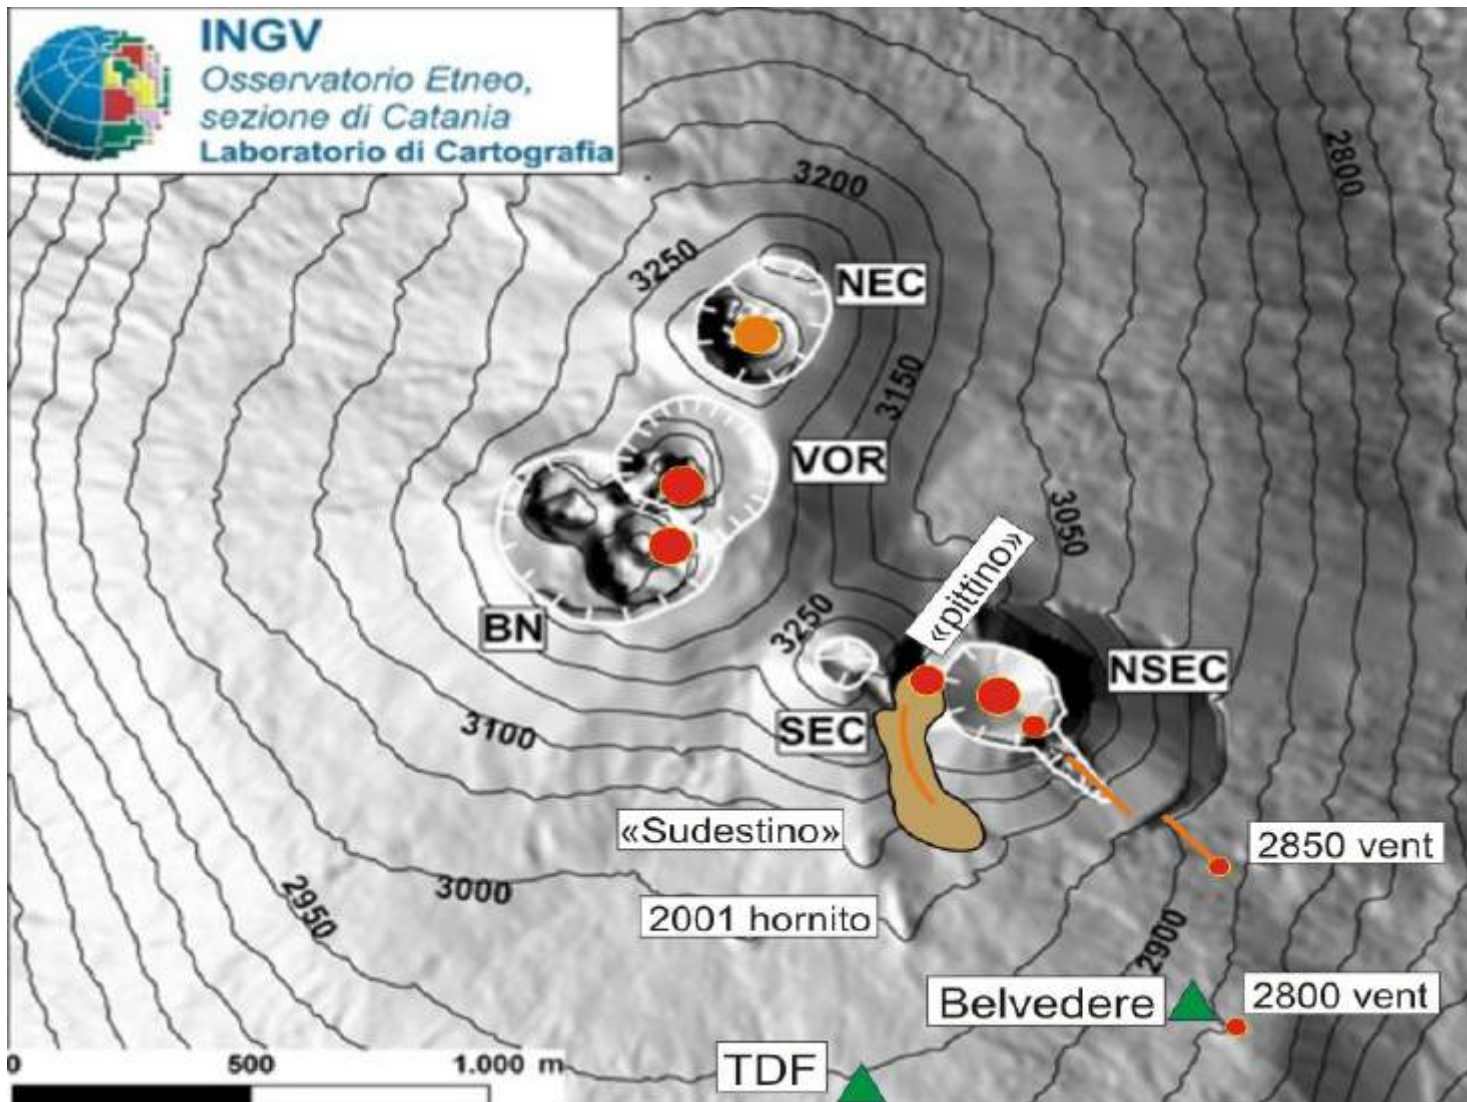 INGV
Osservatorio Etneo,
sezione di Catania
Laboratorio di Cartografia
2800
3200
3250
NEC
3150
VOR
3050
«pittino»
3250
BN
NSEC
SEC
3100
«Sudestino»
2850 vent
3000
2950
2001 hornito
2900
Belvedere
2800 vent
0 500 1.000 m
TDF